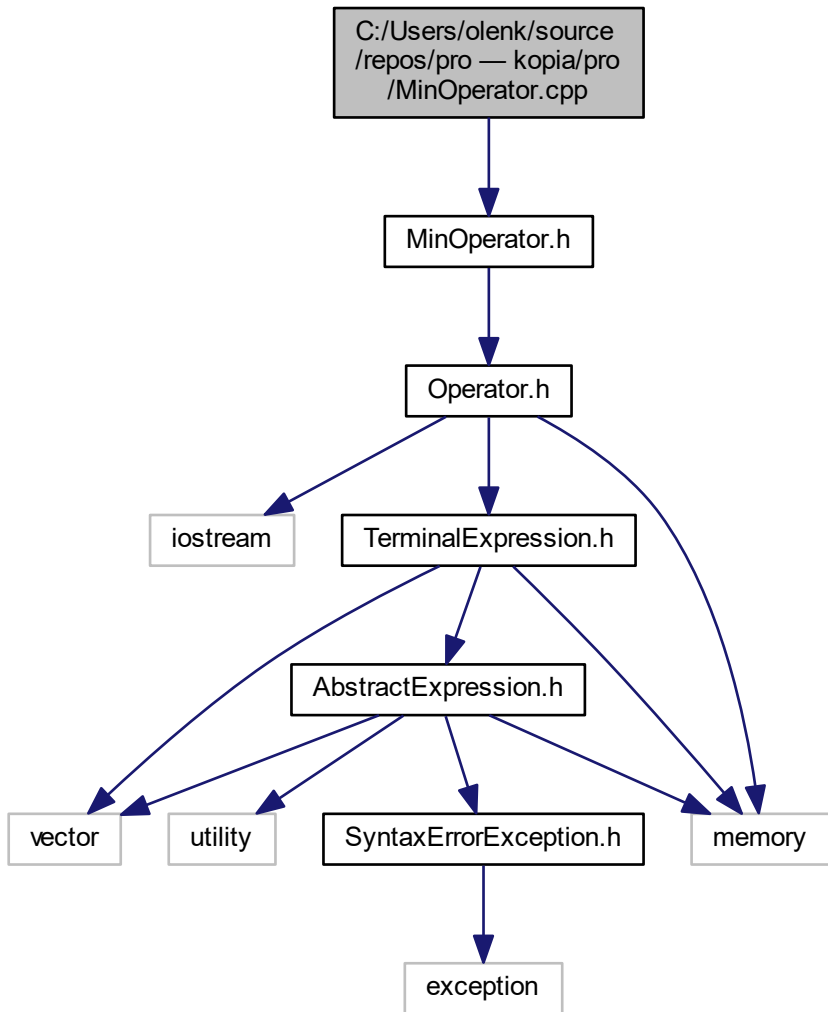 C:/Users/olenk/source
/repos/pro — kopia/pro
/MinOperator.cpp
MinOperator.h
Operator.h
iostream
TerminalExpression.h
AbstractExpression.h
vector
utility
SyntaxErrorException.h
memory
exception